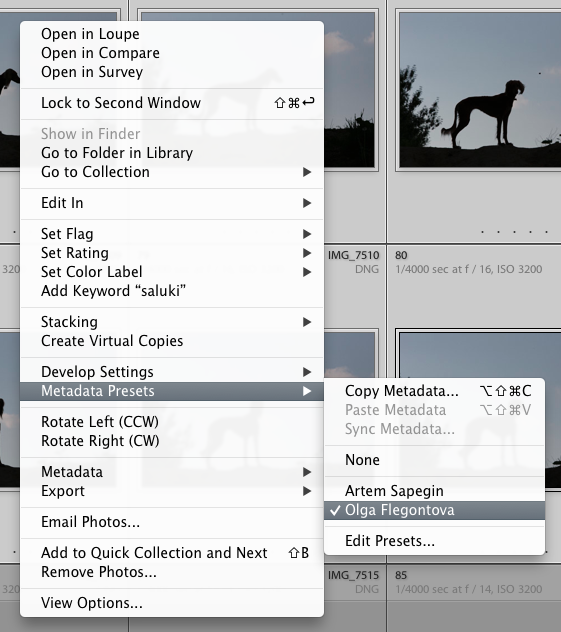 Open in Loupe
Open in Compare
Open in Survey
Lock to Second Window ⇧⌘↩
Show in Finder
Go to Folder in Library
Go to Collection ▶
Edit In ▶
Set Flag ▶
Set Rating ▶
Set Color Label ▶
Add Keyword “saluki”
Stacking ▶
Create Virtual Copies
Develop Settings ▶
Metadata Presets ▶
Rotate Left (CCW)
Rotate Right (CW)
Metadata ▶
Export ▶
Email Photos...
Add to Quick Collection and Next ⇧B
Remove Photos...
View Options...
Copy Metadata... ⌥⇧⌘C
Paste Metadata ⌥⇧⌘V
Sync Metadata...
None
Artem Sapegin
✓ Olga Flegontova
Edit Presets...
IMG_7510
DNG
80
1/4000 sec at f / 16, ISO 3200
IMG_7515
DNG
85
1/4000 sec at f / 14, ISO 3200